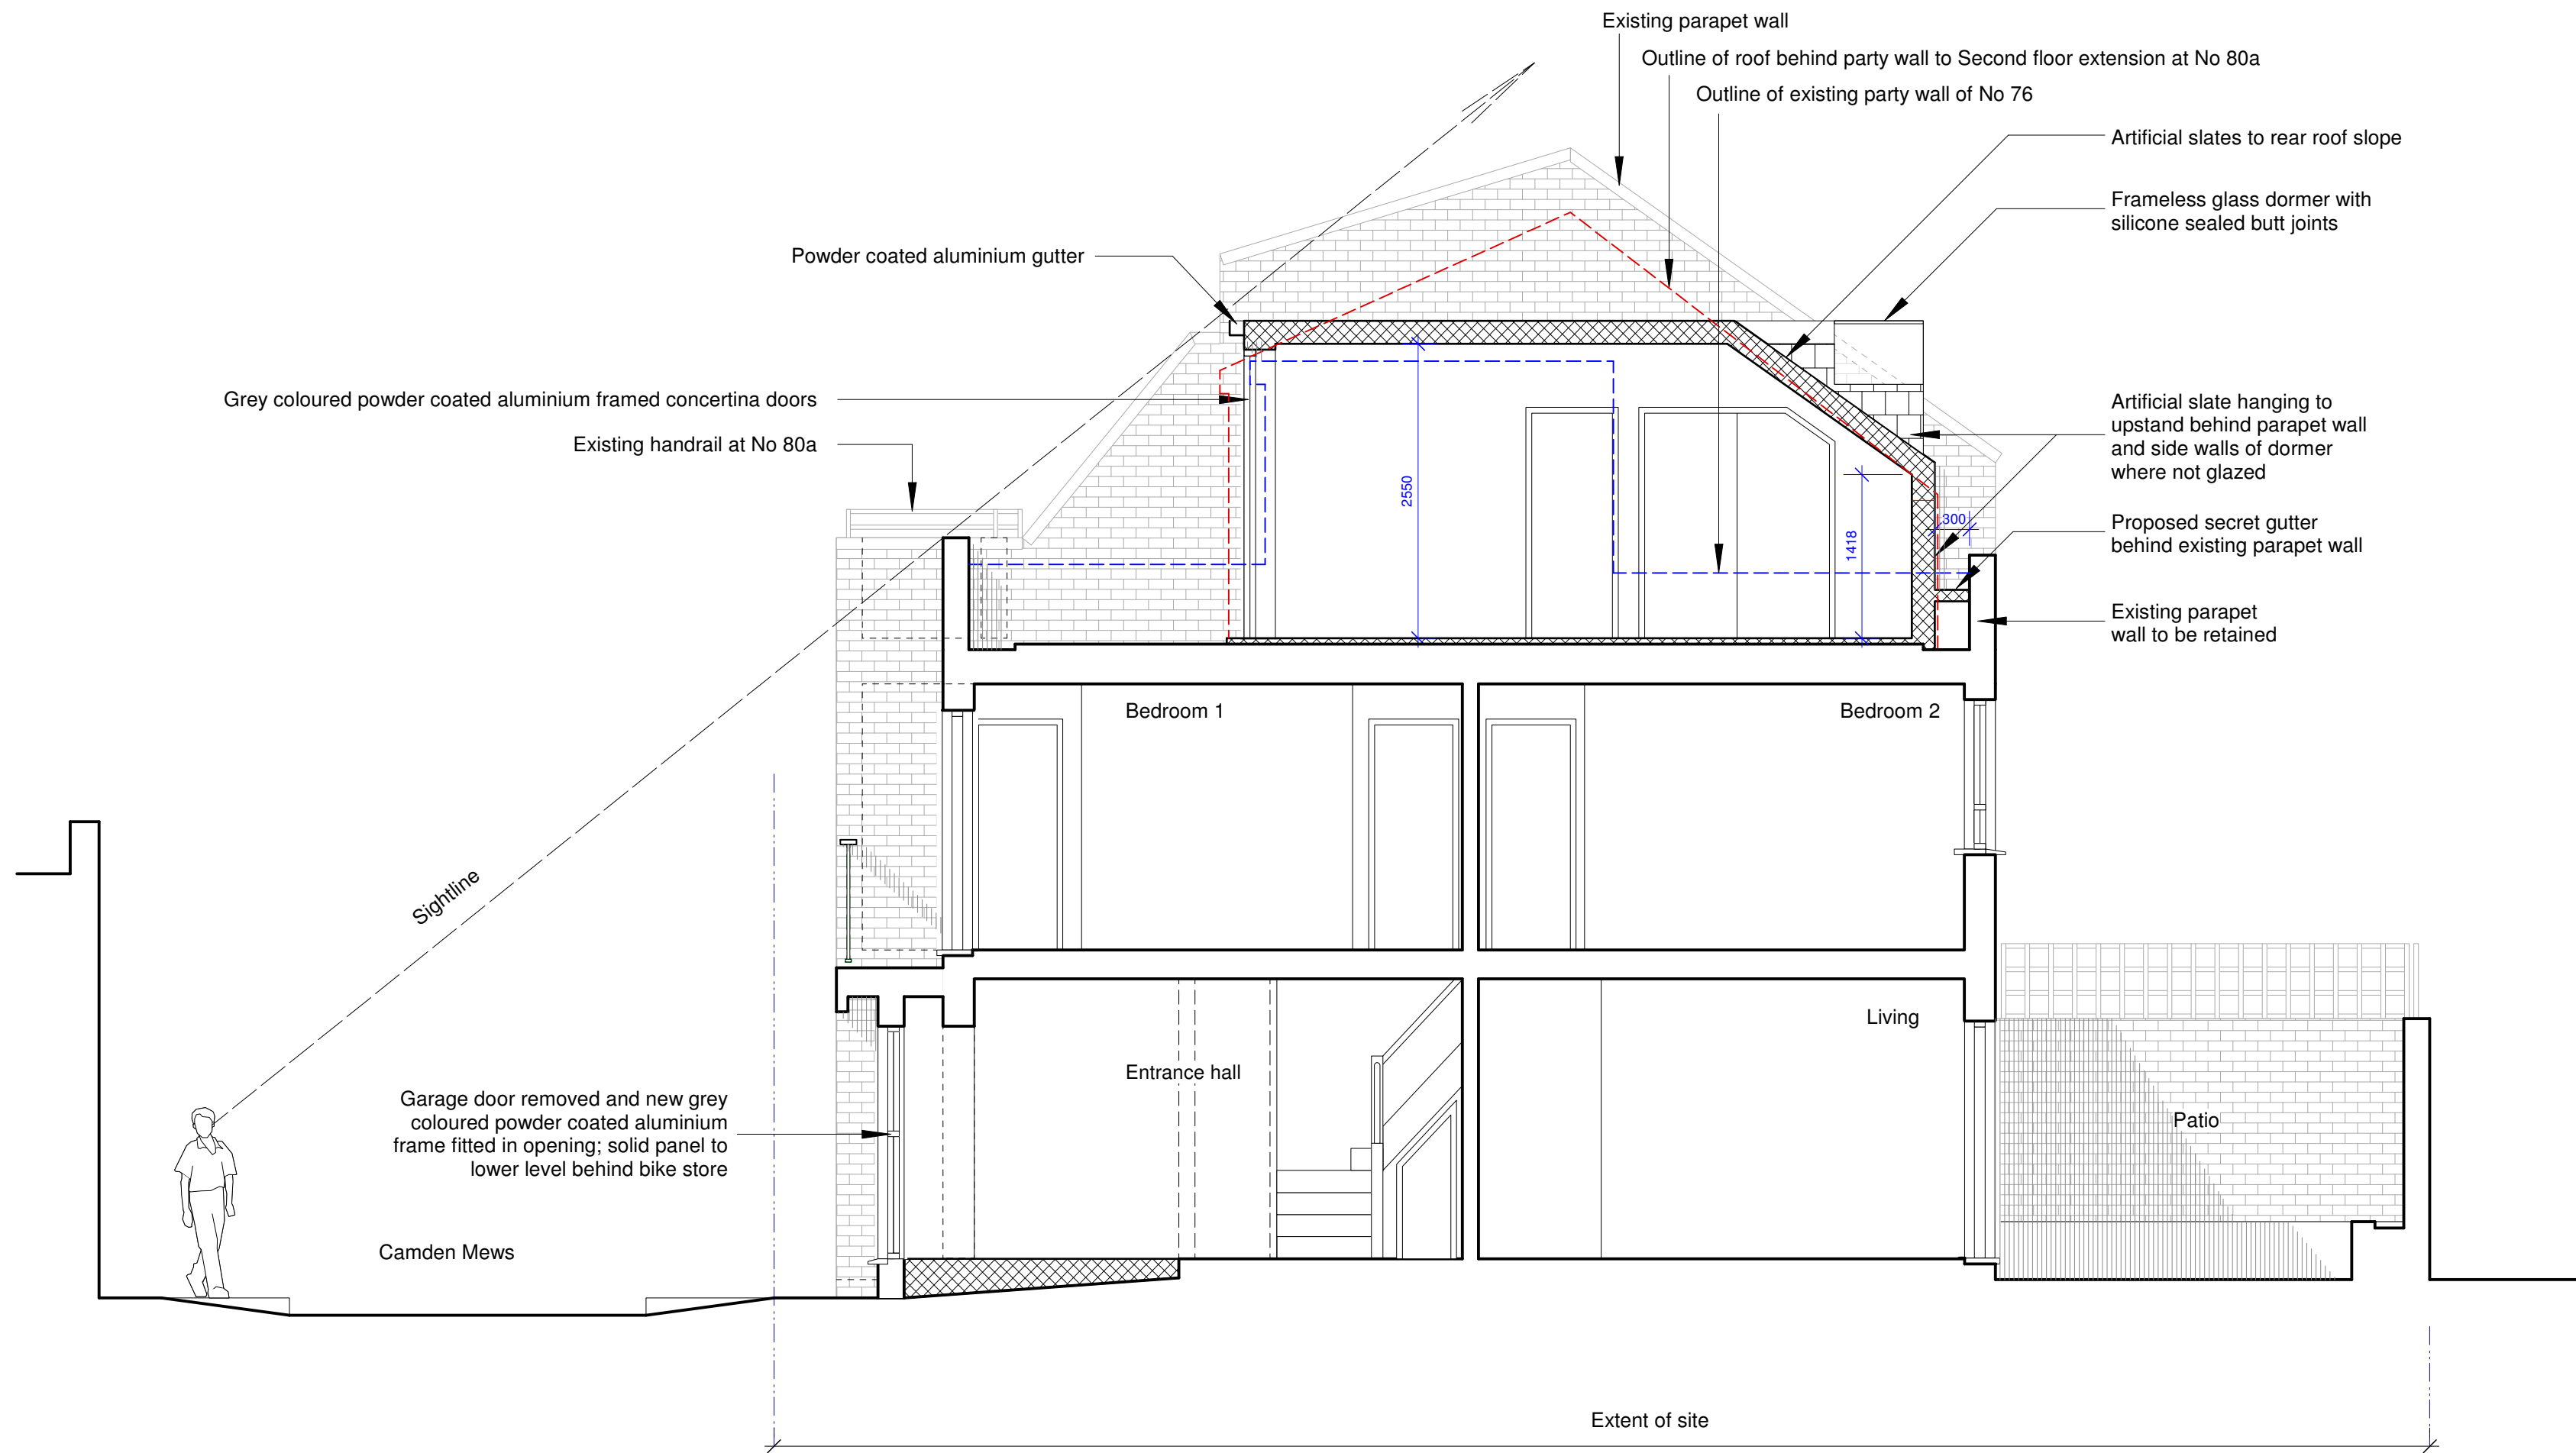 Existing parapet wall
Outline of roof behind party wall to Second floor extension at No 80a
Outline of existing party wall of No 76
Artificial slates to rear roof slope
Frameless glass dormer with
silicone sealed butt joints
Powder coated aluminium gutter
Grey coloured powder coated aluminium framed concertina doors
Existing handrail at No 80a
Artificial slate hanging to
upstand behind parapet wall
and side walls of dormer
where not glazed
2550
1418
300
Proposed secret gutter
behind existing parapet wall
Existing parapet
wall to be retained
Bedroom 1
Bedroom 2
Sightline
Living
Entrance hall
Garage door removed and new grey
coloured powder coated aluminium
frame fitted in opening; solid panel to
lower level behind bike store
Patio
Camden Mews
Extent of site